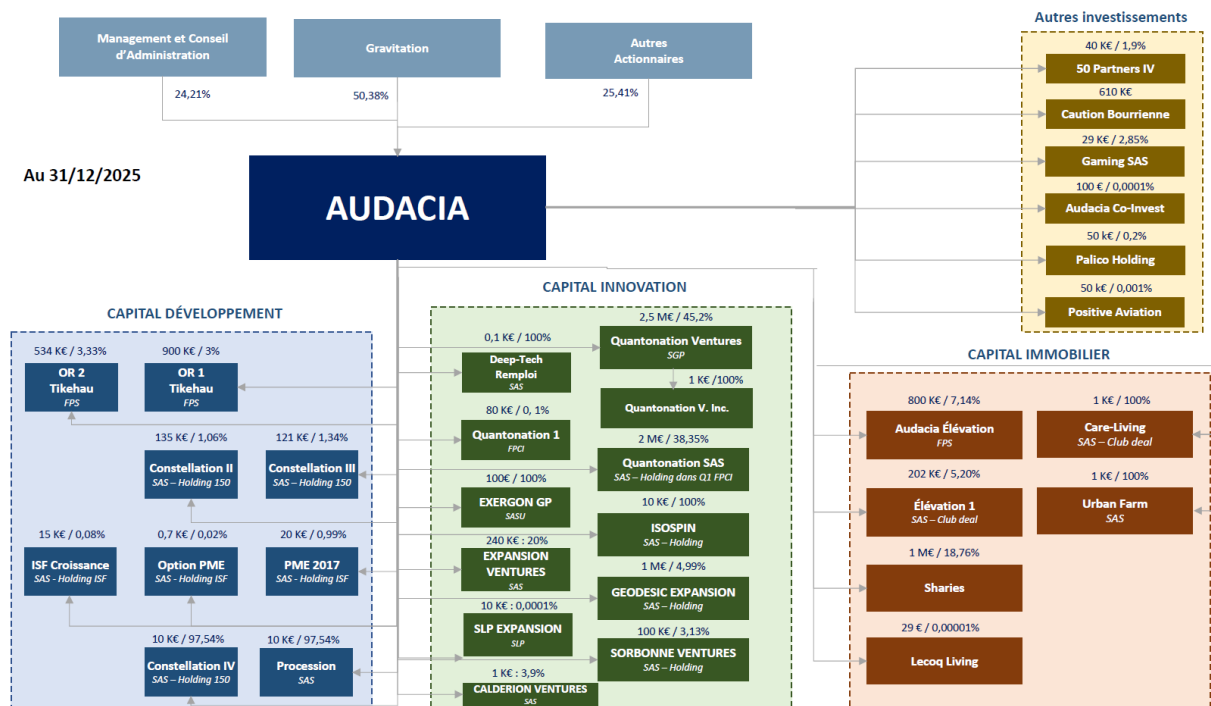 Management et Conseil
d'Administration
Gravitation
Autres
Actionnaires
24,21%
50,38%
25,41%
Au 31/12/2025
AUDACIA
Autres investissements
40 K€ / 1,9%
50 Partners IV
610 K€
Caution Bourrienne
29 K€ / 2,85%
Gaming SAS
100 € / 0,0001%
Audacia Co-Invest
50 k€ / 0,2%
Palico Holding
50 k€ / 0,001%
Positive Aviation
CAPITAL DÉVELOPPEMENT
534 K€ / 3,33%
OR 2
Tikehau
FPS
900 K€ / 3%
OR 1
Tikehau
FPS
135 K€ / 1,06%
Constellation II
SAS – Holding 150
121 K€ / 1,34%
Constellation III
SAS – Holding 150
15 K€ / 0,08%
ISF Croissance
SAS - Holding ISF
0,7 K€ / 0,02%
Option PME
SAS - Holding ISF
20 K€ / 0,99%
PME 2017
SAS - Holding ISF
10 K€ / 97,54%
Constellation IV
SAS – Holding 150
10 K€ / 97,54%
Procession
SAS
CAPITAL INNOVATION
0,1 K€ / 100%
Deep-Tech
Remploi
SAS
2,5 M€ / 45,2%
Quantonation Ventures
SGP
1 K€ /100%
Quantonation V. Inc.
80 K€ / 0, 1%
Quantonation 1
FPCI
2 M€ / 38,35%
Quantonation SAS
SAS – Holding dans Q1 FPCI
100€ / 100%
EXERGON GP
SASU
10 K€ / 100%
ISOSPIN
SAS – Holding
240 K€ : 20%
EXPANSION
VENTURES
SAS
1 M€ / 4,99%
GEODESIC EXPANSION
SAS – Holding
10 K€ : 0,0001%
SLP EXPANSION
SLP
100 K€ / 3,13%
SORBONNE VENTURES
SAS – Holding
1 K€ : 3,9%
CALDERION VENTURES
SAS
CAPITAL IMMOBILIER
800 K€ / 7,14%
Audacia Élévation
FPS
1 K€ / 100%
Care-Living
SAS – Club deal
202 K€ / 5,20%
Élévation 1
SAS – Club deal
1 K€ / 100%
Urban Farm
SAS
1 M€ / 18,76%
Sharies
29 € / 0,00001%
Lecoq Living